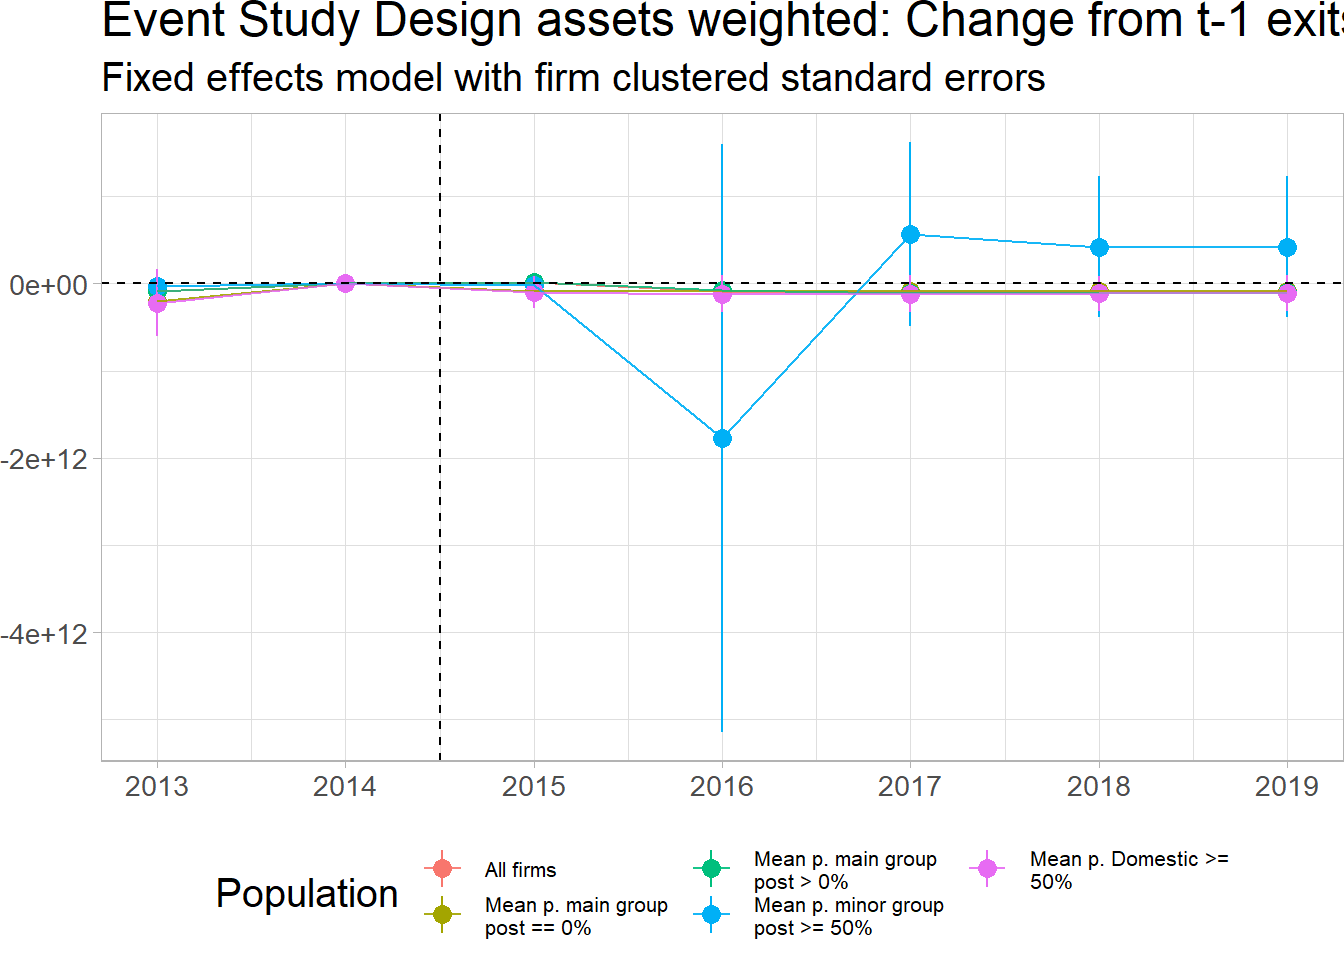 Event Study Design assets weighted: Change from t-1 exits
Fixed effects model with firm clustered standard errors
0e+00
-2e+12
-4e+12
2013 2014 2015 2016 2017 2018 2019
Population
All firms
Mean p. main group
post == 0%
Mean p. main group
post > 0%
Mean p. minor group
post >= 50%
Mean p. Domestic >=
50%